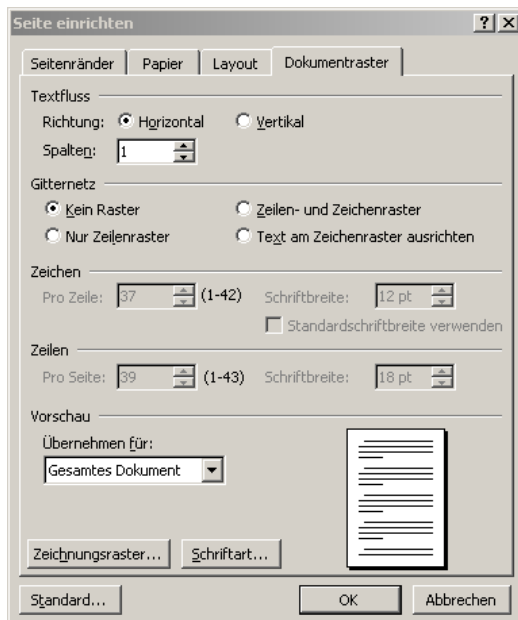 Seite einrichten
Seitenränder Papier Layout Dokumentraster
Textfluss
Richtung: Horizontal Vertikal
Spalten: 1
Gitternetz
Kein Raster Zeilen- und Zeichenraster
Nur Zeilenraster Text am Zeichenraster ausrichten
Zeichen
Pro Zeile: 37 (1-42) Schriftbreite: 12 pt
Standardschriftbreite verwenden
Zeilen
Pro Seite: 39 (1-43) Schriftbreite: 18 pt
Vorschau
Übernehmen für:
Gesamtes Dokument
Zeichnungsraster... Schriftart...
Standard... OK Abbrechen